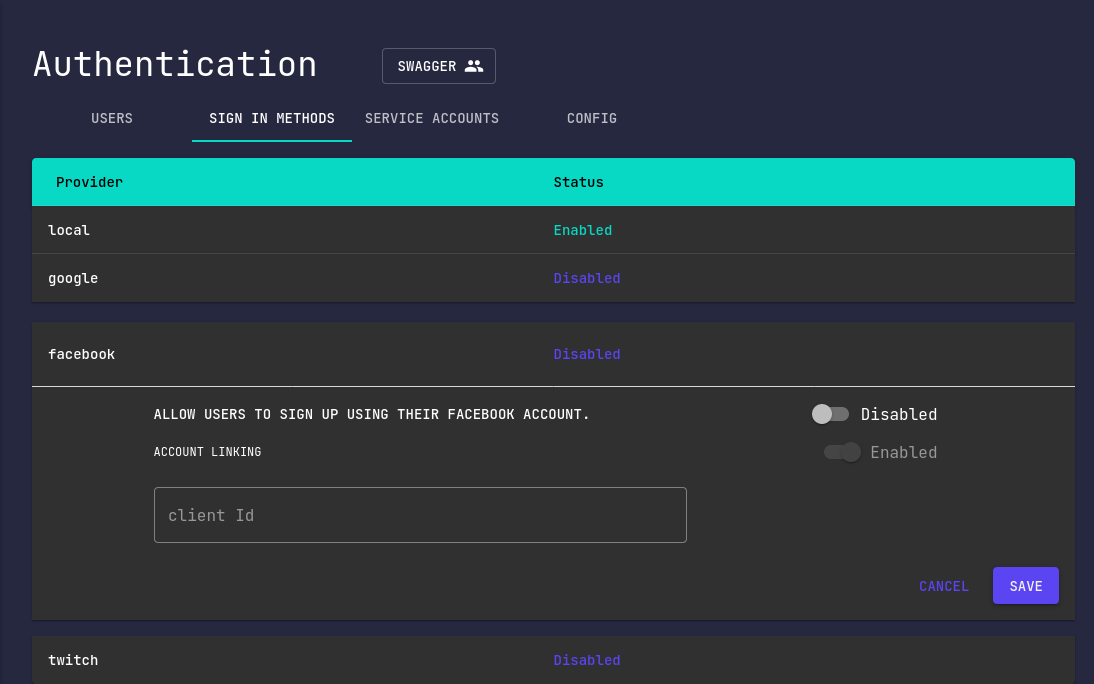 Authentication
SWAGGER
USERS SIGN IN METHODS SERVICE ACCOUNTS CONFIG
Provider Status
local Enabled
google Disabled
facebook Disabled
ALLOW USERS TO SIGN UP USING THEIR FACEBOOK ACCOUNT. Disabled
ACCOUNT LINKING Enabled
client Id
CANCEL SAVE
twitch Disabled